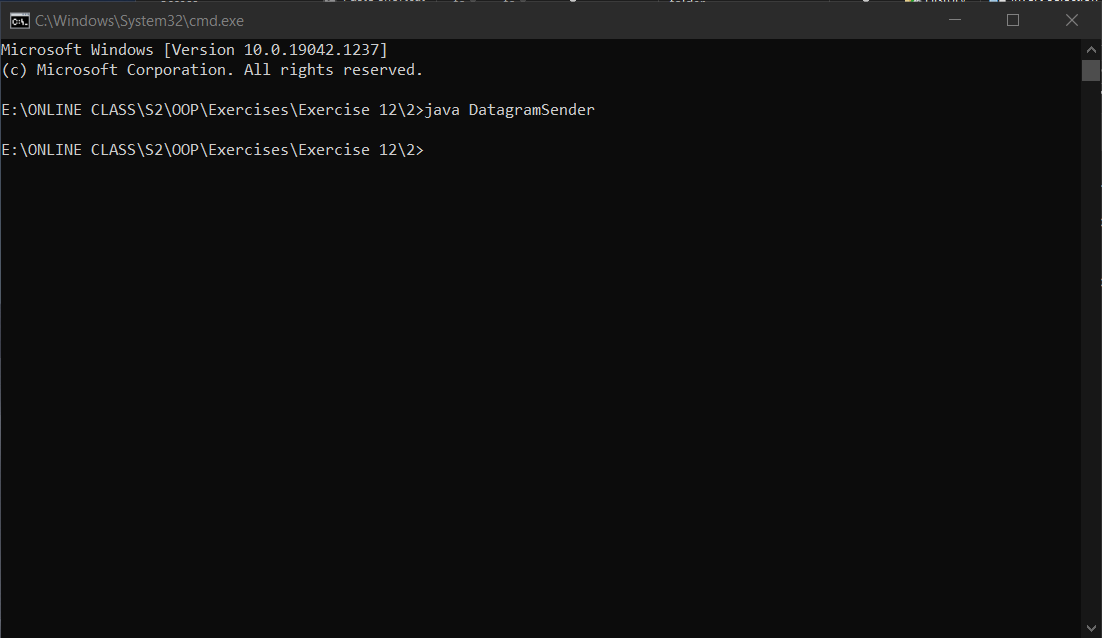 C:\Windows\System32\cmd.exe
Microsoft Windows [Version 10.0.19042.1237]
(c) Microsoft Corporation. All rights reserved.
E:\ONLINE CLASS\S2\OOP\Exercises\Exercise 12\2>java DatagramSender
E:\ONLINE CLASS\S2\OOP\Exercises\Exercise 12\2>